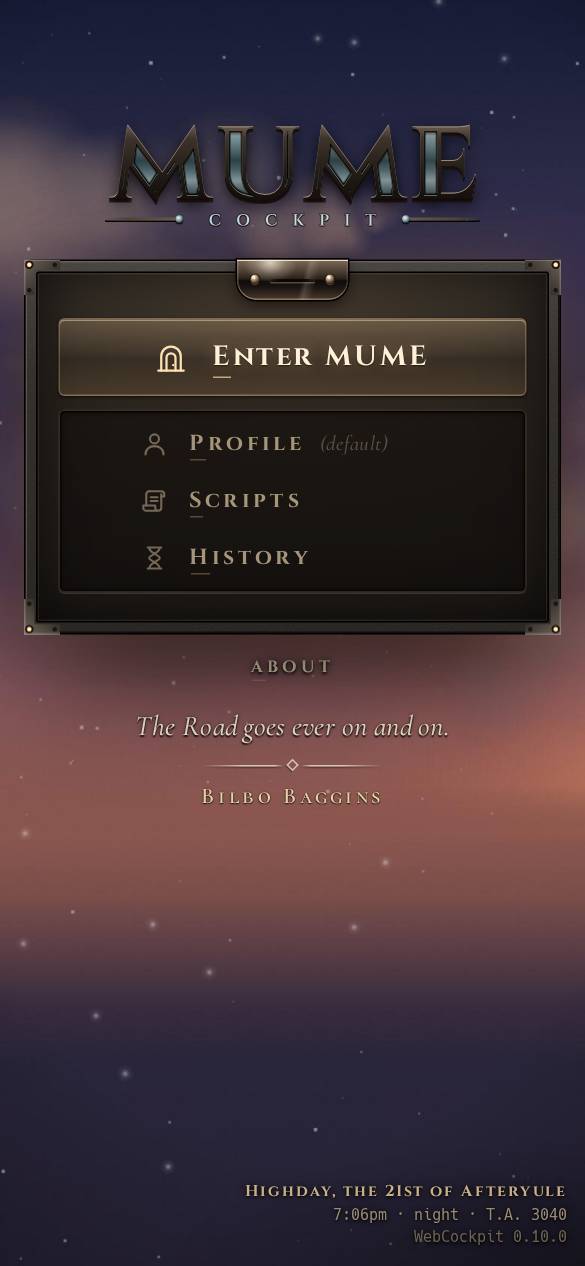 MUME
COCKPIT
Enter MUME
Profile (default)
Scripts
History
About
The Road goes ever on and on.
Bilbo Baggins
Highday, the 21st of Afteryule
7:06pm · night · T.A. 3040
WebCockpit 0.10.0